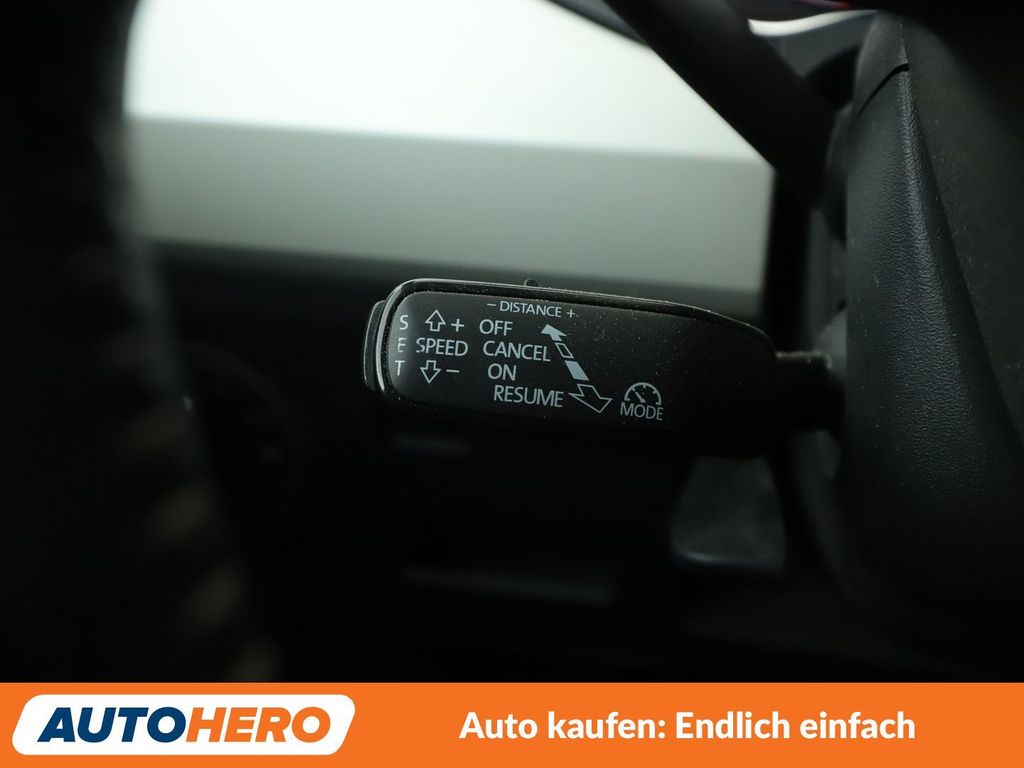 – DISTANCE +
S + OFF
E SPEED CANCEL
T – ON
RESUME
MODE
AUTOHERO
Auto kaufen: Endlich einfach